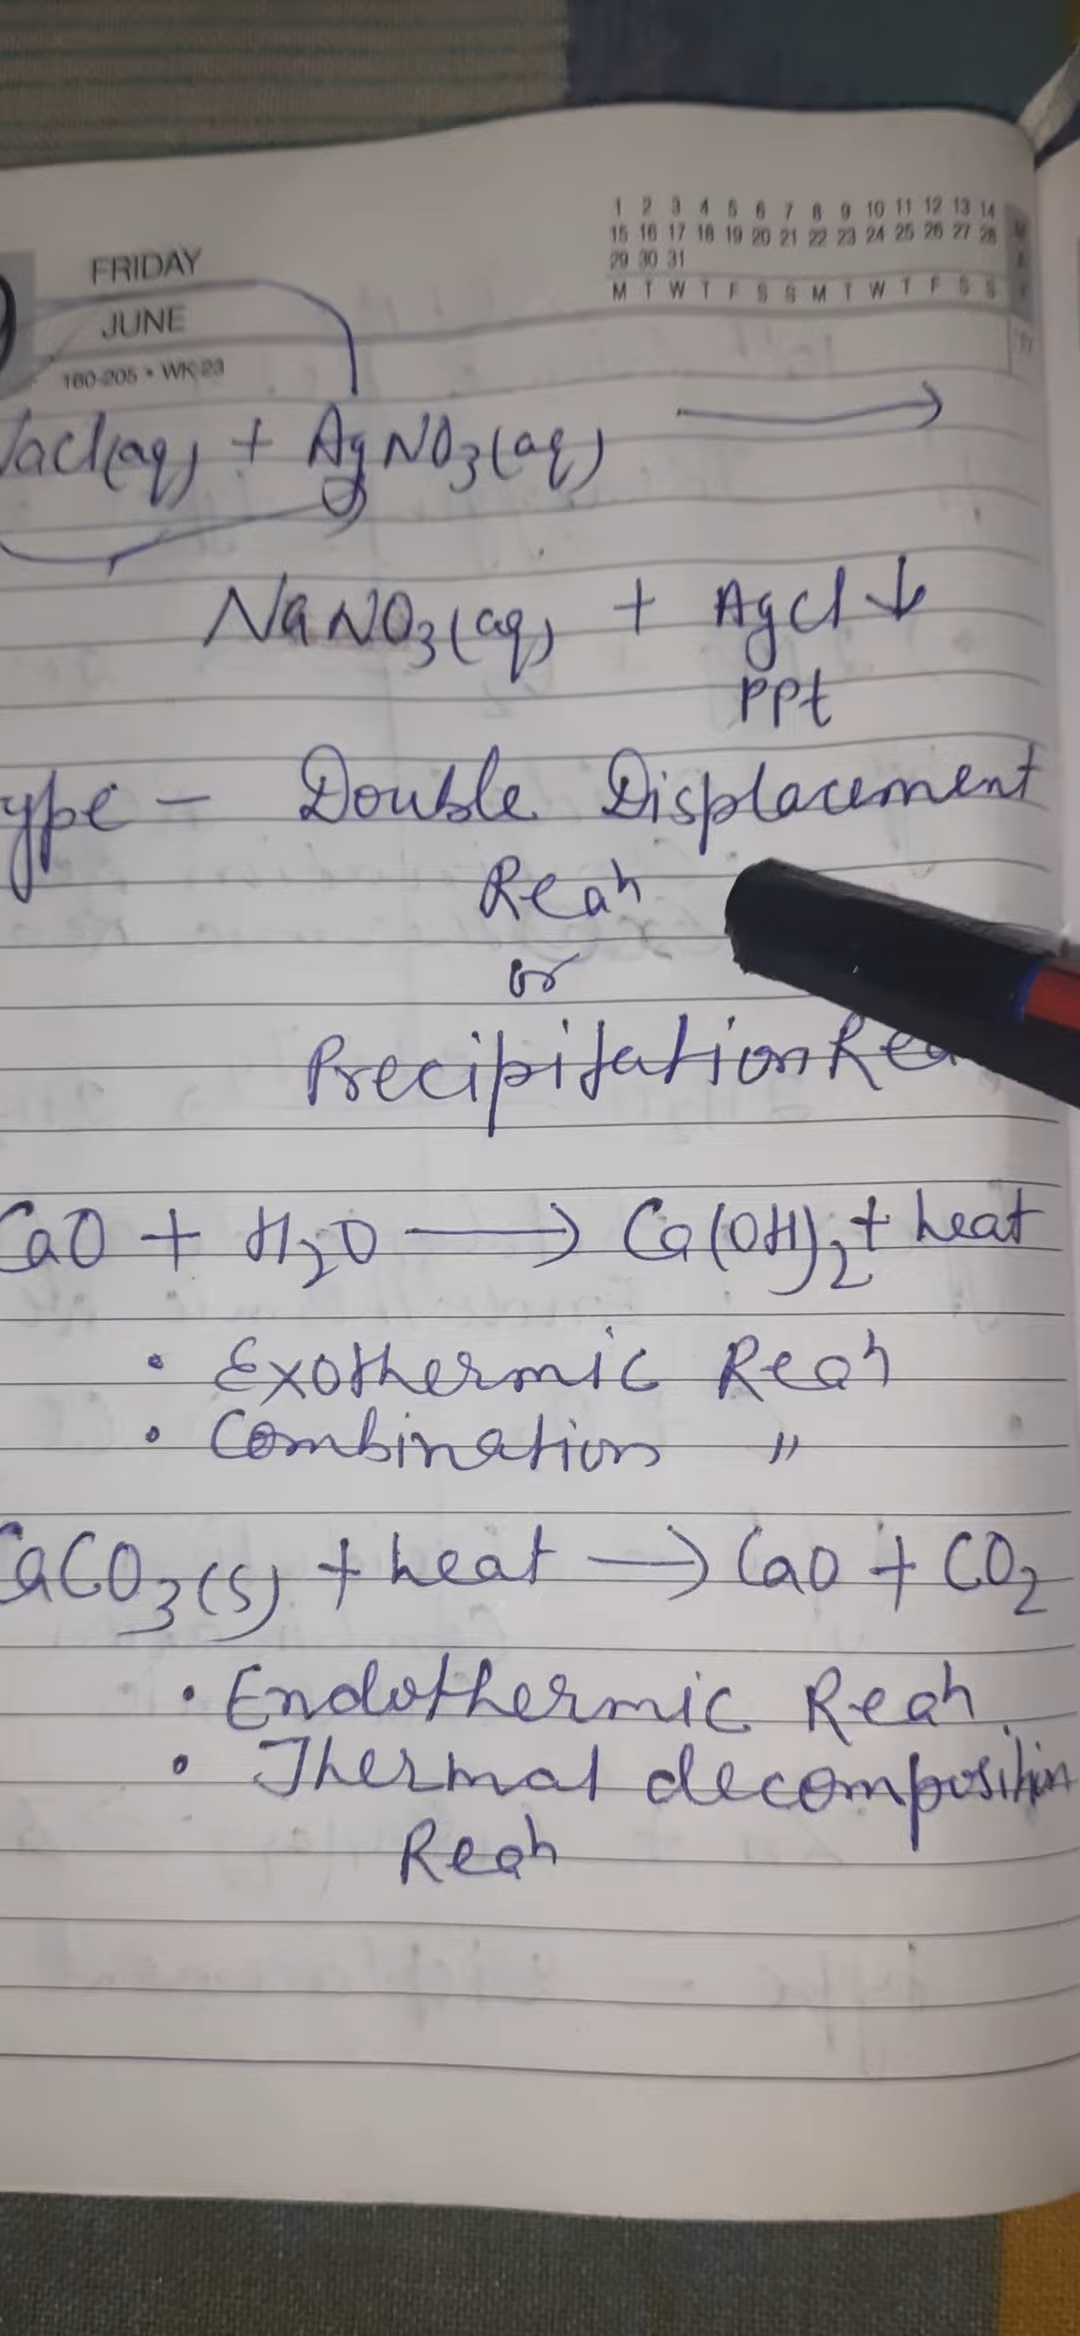 FRIDAY
JUNE
160-205 • WK 23
1 2 3 4 5 6 7 8 9 10 11 12 13 14
15 16 17 18 19 20 21 22 23 24 25 26 27 28
29 30 31
M T W T F S S M T W T F S S
NaCl(aq) + AgNO3(aq) →
NaNO3(aq) + AgCl ↓
PPt
ype – Double Displacement
Reaⁿ
or
Precipitation Rea
CaO + H2O → Ca(OH)2 + heat
• Exothermic Reaⁿ
• Combination "
CaCO3(s) + heat → CaO + CO2
• Endothermic Reaⁿ
• Thermal decomposition
Reaⁿ